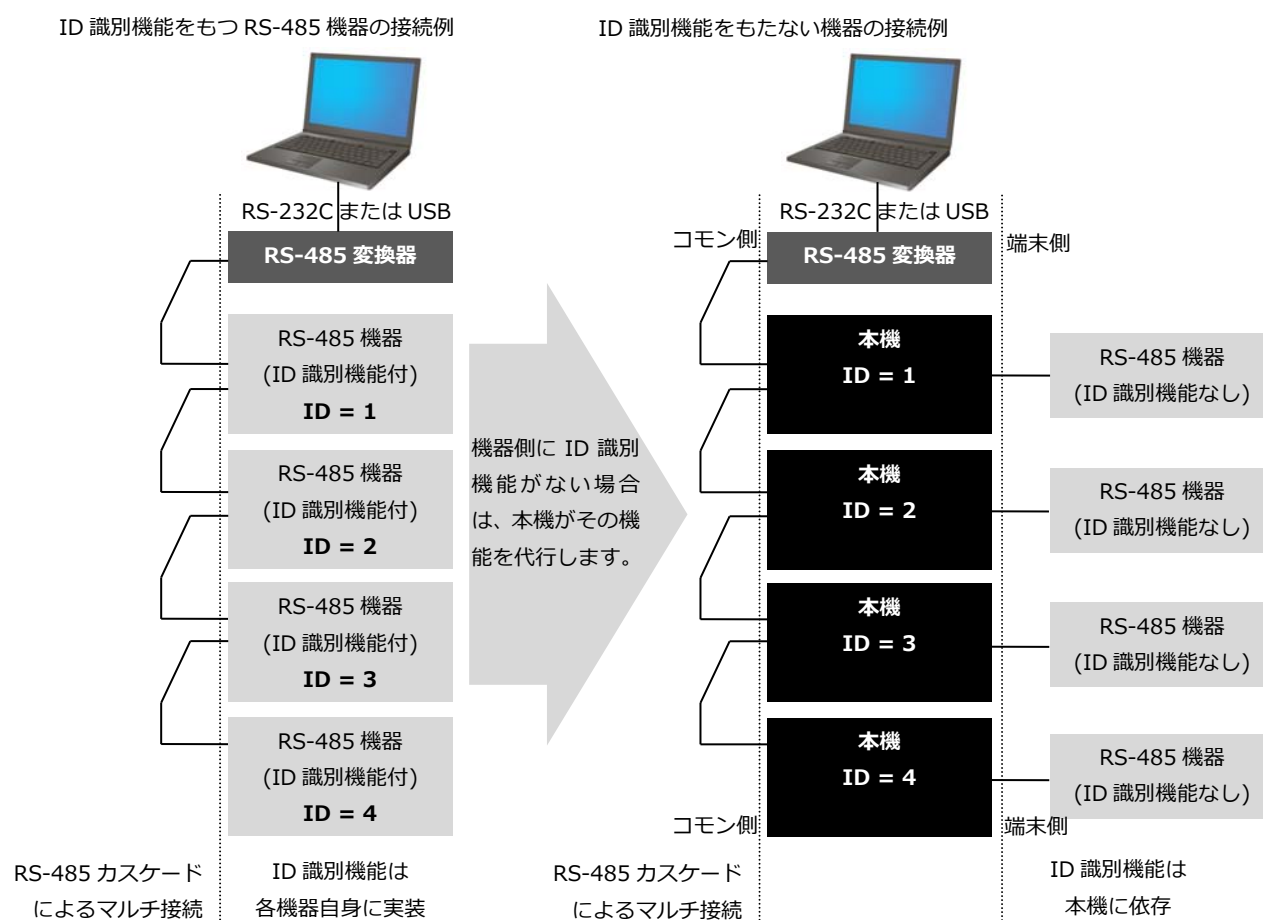 ID 識別機能をもつ RS-485 機器の接続例
RS-232C または USB
RS-485 変換器
RS-485 機器
(ID 識別機能付)
ID = 1
RS-485 機器
(ID 識別機能付)
ID = 2
RS-485 機器
(ID 識別機能付)
ID = 3
RS-485 機器
(ID 識別機能付)
ID = 4
RS-485 カスケード
によるマルチ接続
ID 識別機能は
各機器自身に実装
機器側に ID 識別
機能がない場合
は、本機がその機
能を代行します。
ID 識別機能をもたない機器の接続例
RS-232C または USB
コモン側
RS-485 変換器
端末側
本機
ID = 1
RS-485 機器
(ID 識別機能なし)
本機
ID = 2
RS-485 機器
(ID 識別機能なし)
本機
ID = 3
RS-485 機器
(ID 識別機能なし)
本機
ID = 4
RS-485 機器
(ID 識別機能なし)
コモン側
端末側
RS-485 カスケード
によるマルチ接続
ID 識別機能は
本機に依存